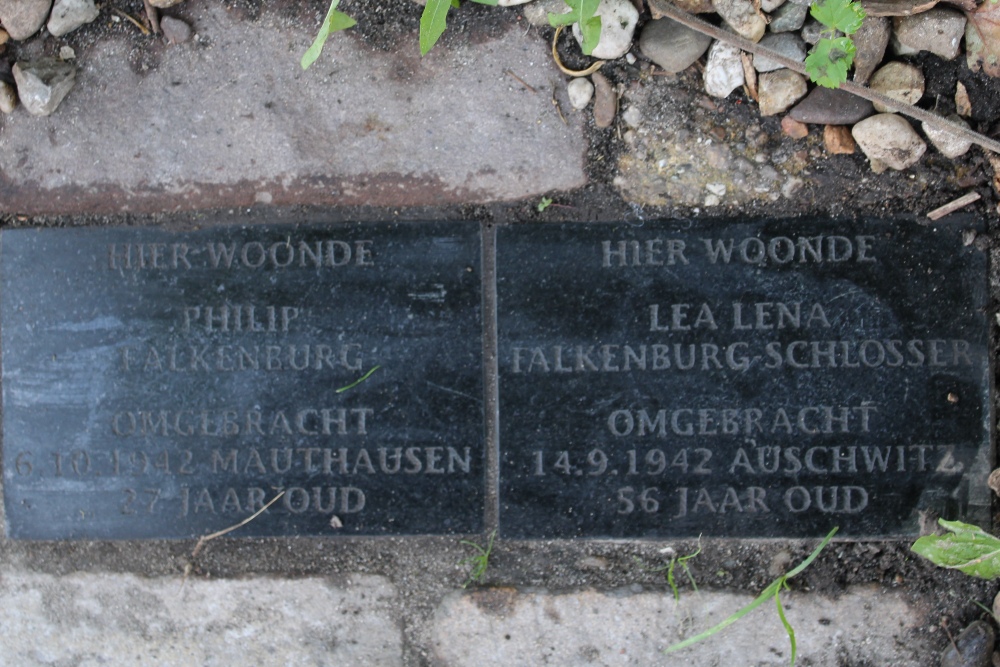 HIER WOONDE
PHILIP
FALKENBURG
OMGEBRACHT
6.10.1942 MAUTHAUSEN
27 JAAR OUD
HIER WOONDE
LEA LENA
FALKENBURG-SCHLOSSER
OMGEBRACHT
14.9.1942 AUSCHWITZ
56 JAAR OUD